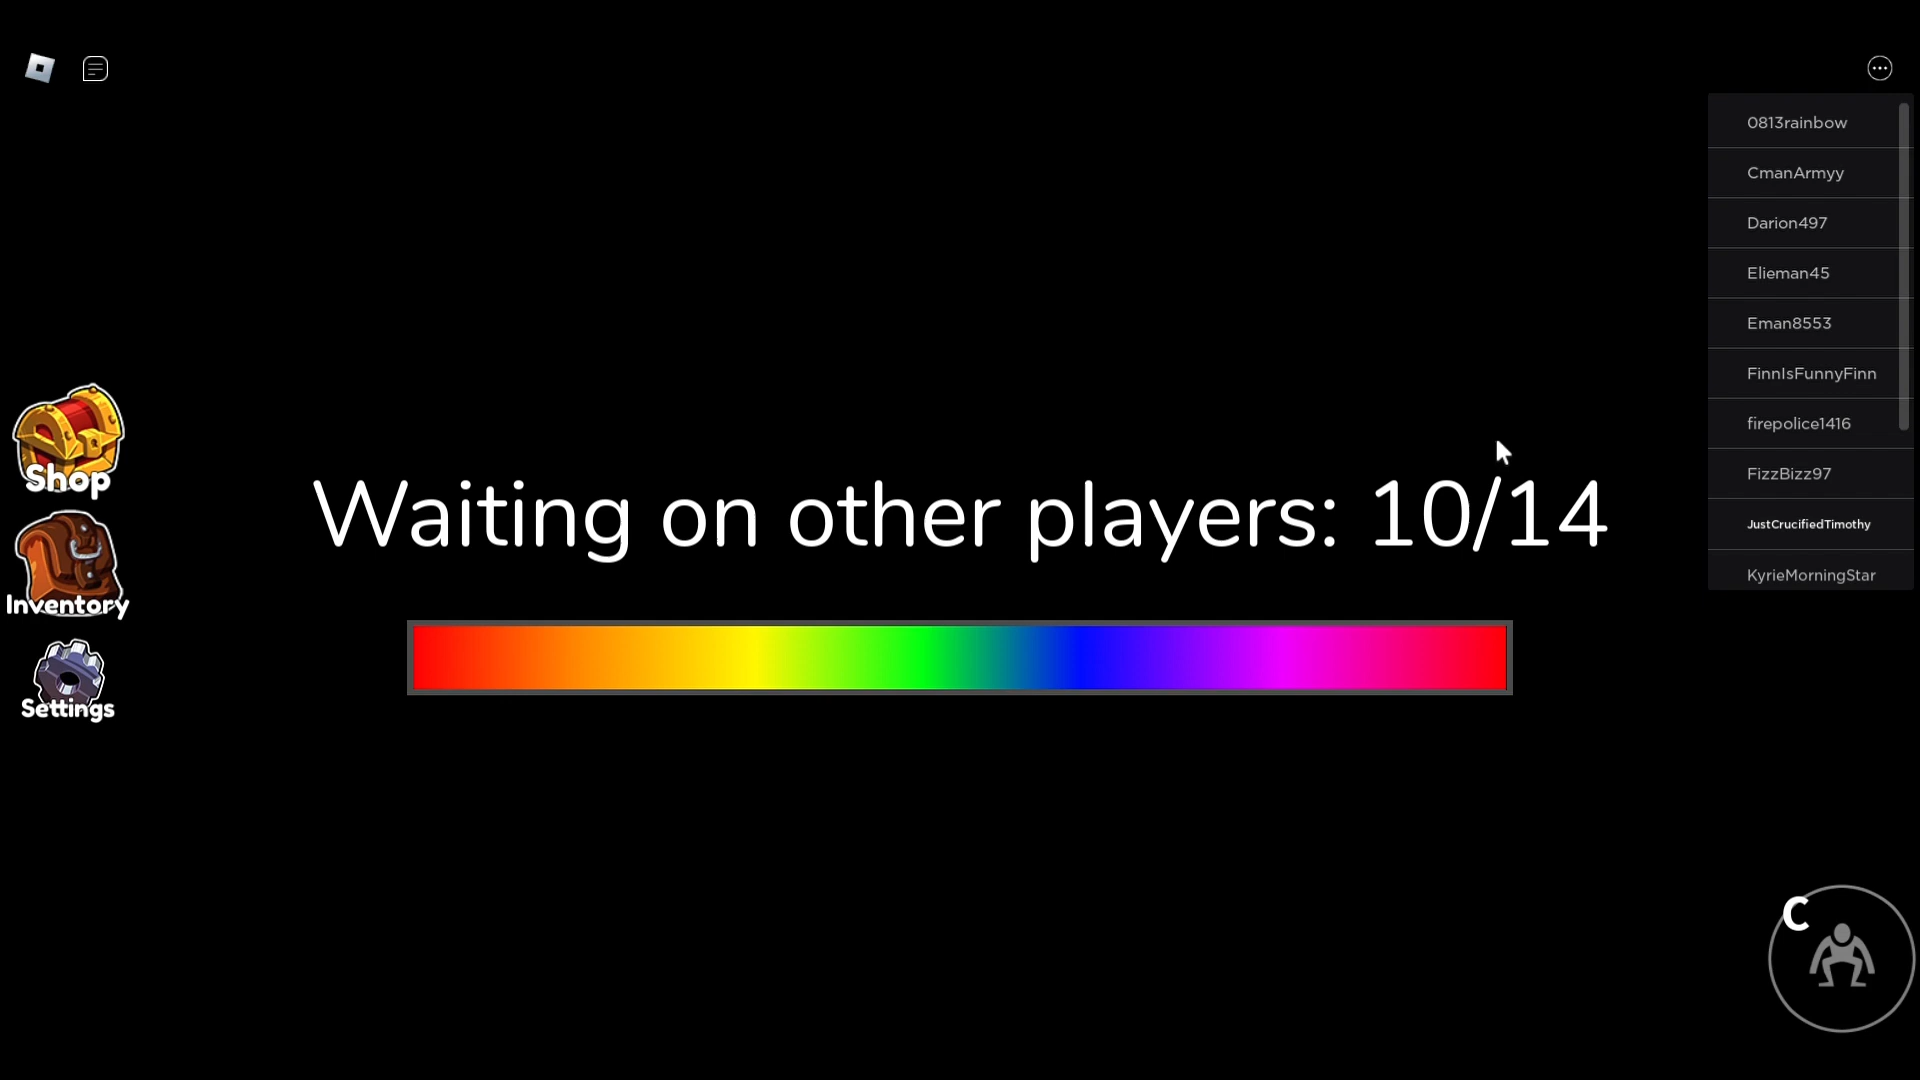 0813rainbow
CmanArmyy
Darion497
Elieman45
Eman8553
FinnIsFunnyFinn
firepolice1416
FizzBizz97
JustCrucifiedTimothy
KyrieMorningStar
Shop
Inventory
Settings
Waiting on other players: 10/14
C